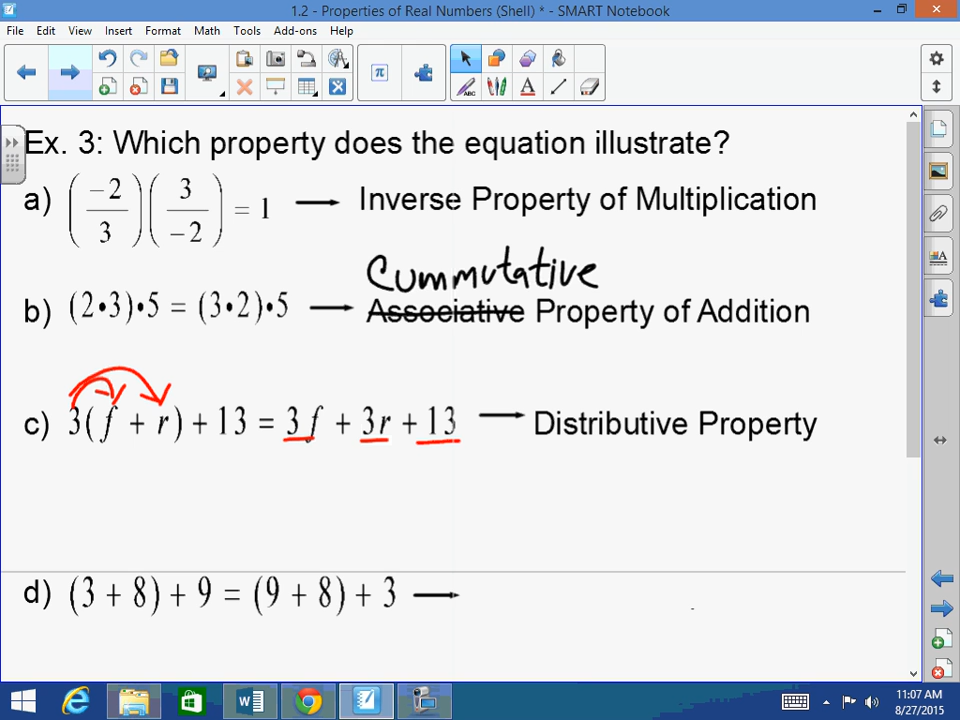 1.2 - Properties of Real Numbers (Shell) * - SMART Notebook
File Edit View Insert Format Math Tools Add-ons Help
Ex. 3: Which property does the equation illustrate?
a) (-2/3)(3/-2) = 1 → Inverse Property of Multiplication
Cummutative
b) (2•3)•5 = (3•2)•5 → Associative Property of Addition
c) 3(f + r) + 13 = 3f + 3r + 13 → Distributive Property
d) (3 + 8) + 9 = (9 + 8) + 3 →
11:07 AM
8/27/2015